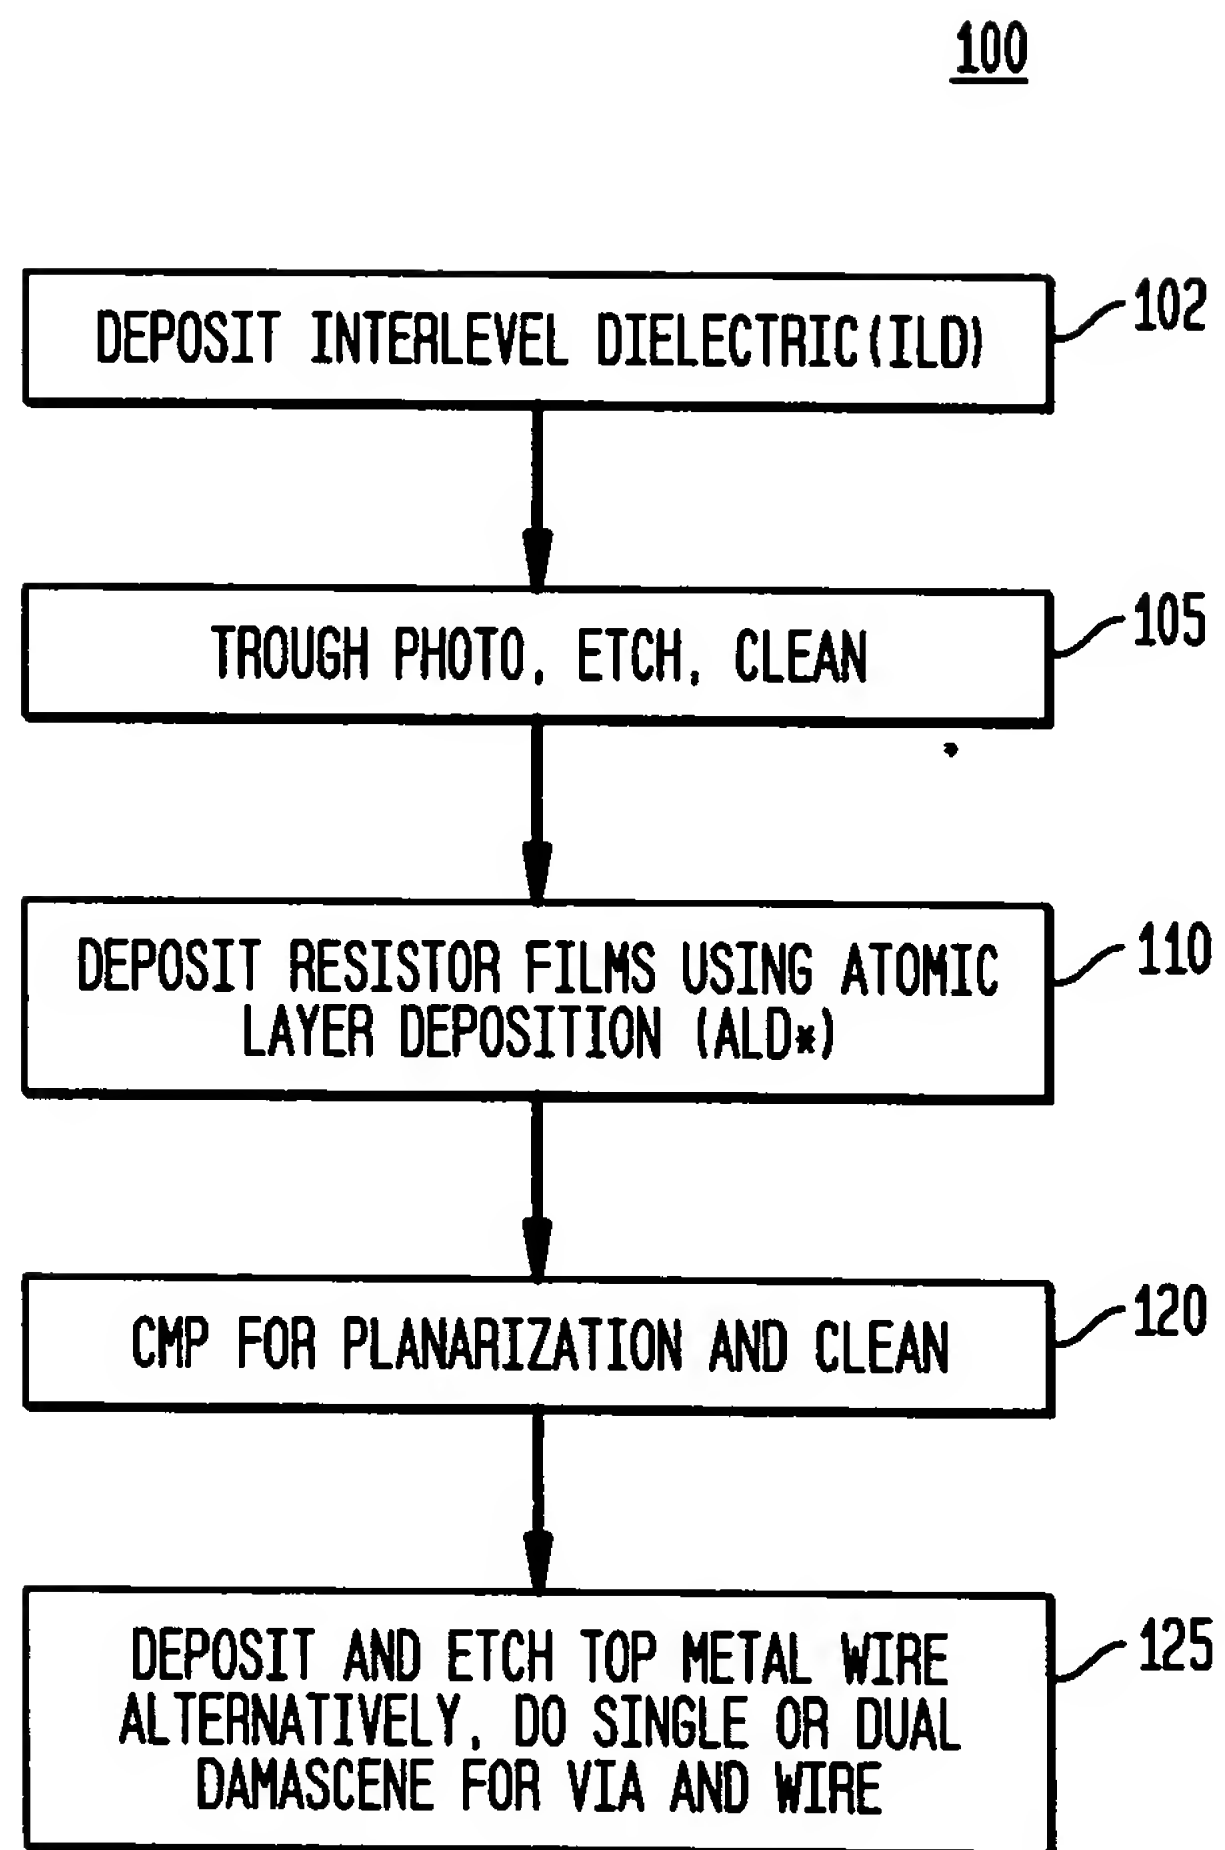 100
DEPOSIT INTERLEVEL DIELECTRIC(ILD)
102
TROUGH PHOTO, ETCH, CLEAN
105
DEPOSIT RESISTOR FILMS USING ATOMIC
LAYER DEPOSITION (ALD*)
110
CMP FOR PLANARIZATION AND CLEAN
120
DEPOSIT AND ETCH TOP METAL WIRE
ALTERNATIVELY, DO SINGLE OR DUAL
DAMASCENE FOR VIA AND WIRE
125